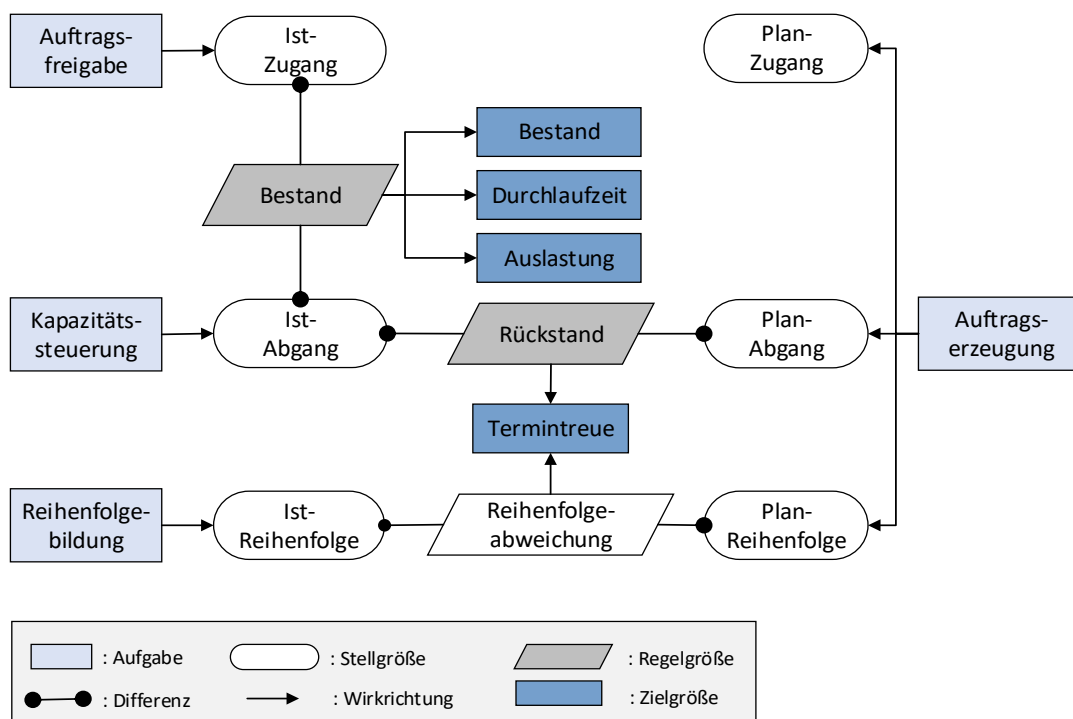 Auftrags-
freigabe
Ist-
Zugang
Plan-
Zugang
Bestand
Durchlaufzeit
Auslastung
Bestand
Kapazitäts-
steuerung
Ist-
Abgang
Rückstand
Plan-
Abgang
Auftrags-
erzeugung
Termintreue
Reihenfolge-
bildung
Ist-
Reihenfolge
Reihenfolge-
abweichung
Plan-
Reihenfolge
: Aufgabe
: Stellgröße
: Regelgröße
: Differenz
: Wirkrichtung
: Zielgröße